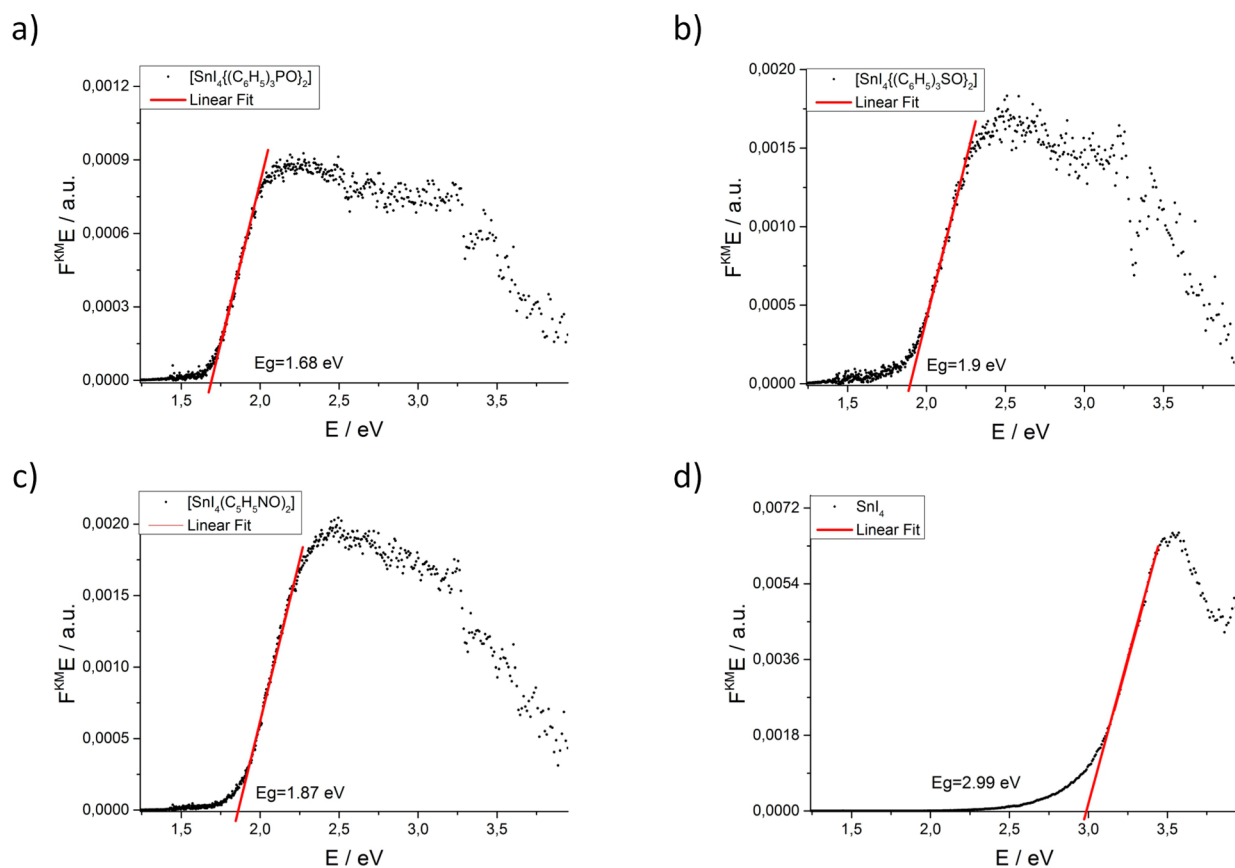 a)
[SnI₄{(C₆H₅)₃PO}₂]
Linear Fit
0,0012
0,0009
0,0006
0,0003
0,0000
F^KM E / a.u.
Eg=1.68 eV
1,5 2,0 2,5 3,0 3,5
E / eV
b)
[SnI₄{(C₆H₅)₃SO}₂]
Linear Fit
0,0020
0,0015
0,0010
0,0005
0,0000
F^KM E / a.u.
Eg=1.9 eV
1,5 2,0 2,5 3,0 3,5
E / eV
c)
[SnI₄(C₅H₅NO)₂]
Linear Fit
0,0020
0,0015
0,0010
0,0005
0,0000
F^KM E / a.u.
Eg=1.87 eV
1,5 2,0 2,5 3,0 3,5
E / eV
d)
SnI₄
Linear Fit
0,0072
0,0054
0,0036
0,0018
0,0000
F^KM E / a.u.
Eg=2.99 eV
1,5 2,0 2,5 3,0 3,5
E / eV